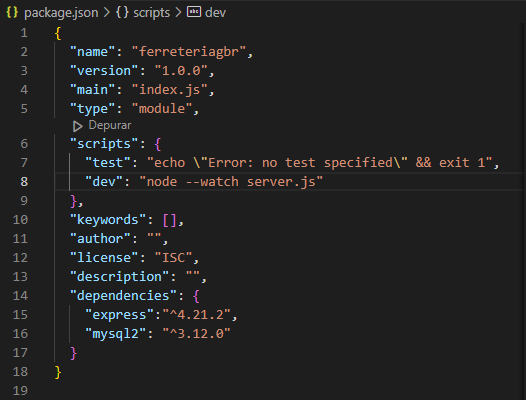 {} package.json > {} scripts > abc dev
1 {
2 "name": "ferreteriagbr",
3 "version": "1.0.0",
4 "main": "index.js",
5 "type": "module",
Depurar
6 "scripts": {
7 "test": "echo \"Error: no test specified\" && exit 1",
8 "dev": "node --watch server.js"
9 },
10 "keywords": [],
11 "author": "",
12 "license": "ISC",
13 "description": "",
14 "dependencies": {
15 "express":"^4.21.2",
16 "mysql2": "^3.12.0"
17 }
18 }
19